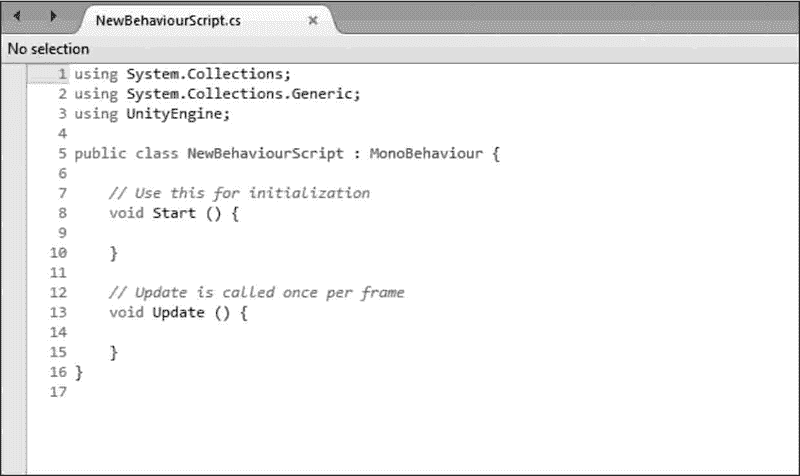 NewBehaviourScript.cs
No selection
1 using System.Collections;
2 using System.Collections.Generic;
3 using UnityEngine;
4
5 public class NewBehaviourScript : MonoBehaviour {
6
7     // Use this for initialization
8     void Start () {
9
10     }
11
12     // Update is called once per frame
13     void Update () {
14
15     }
16 }
17